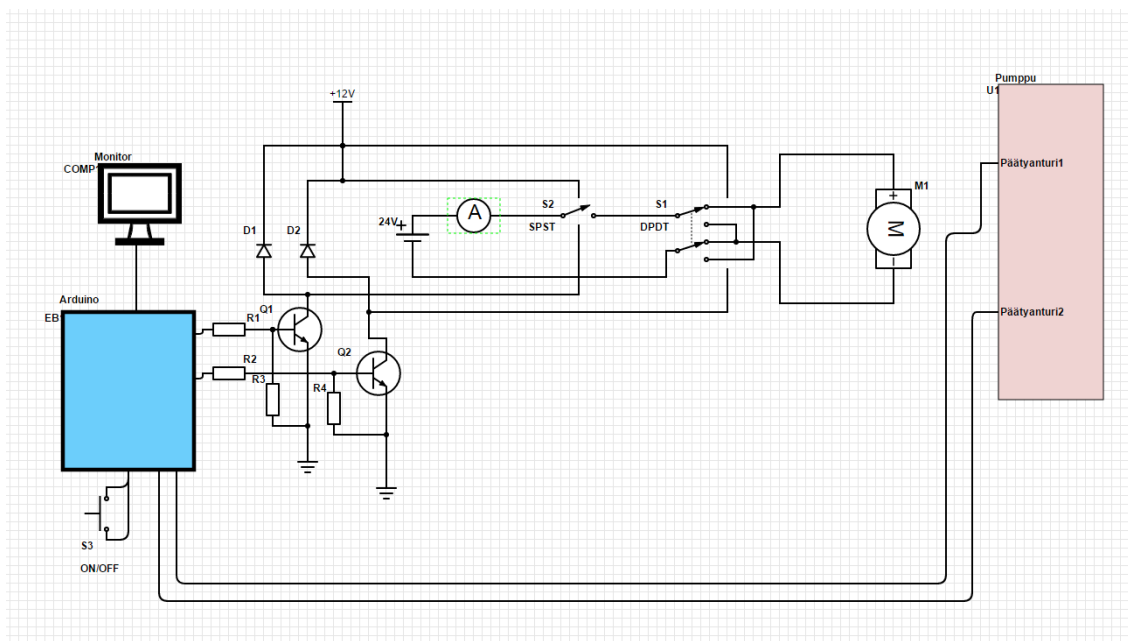 Pumppu
U1
+12V
Monitor
COMP
Päätyanturi1
M1
+
M
S2
SPST
S1
DPDT
A
24V
+
D1
D2
Arduino
EB
Q1
R1
Q2
R2
R3
R4
Päätyanturi2
S3
ON/OFF